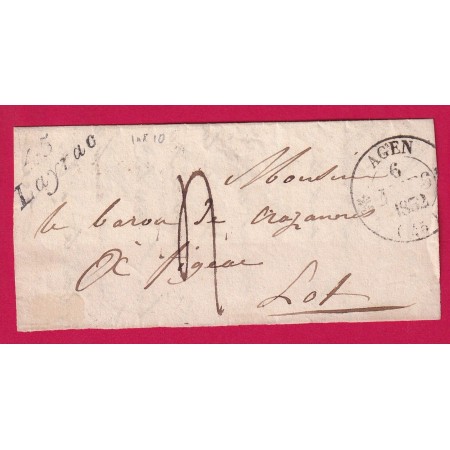 45
Layrac
AGEN
6
1832
(45)
Monsieur
le baron de Crazannes
à figeac
Lot